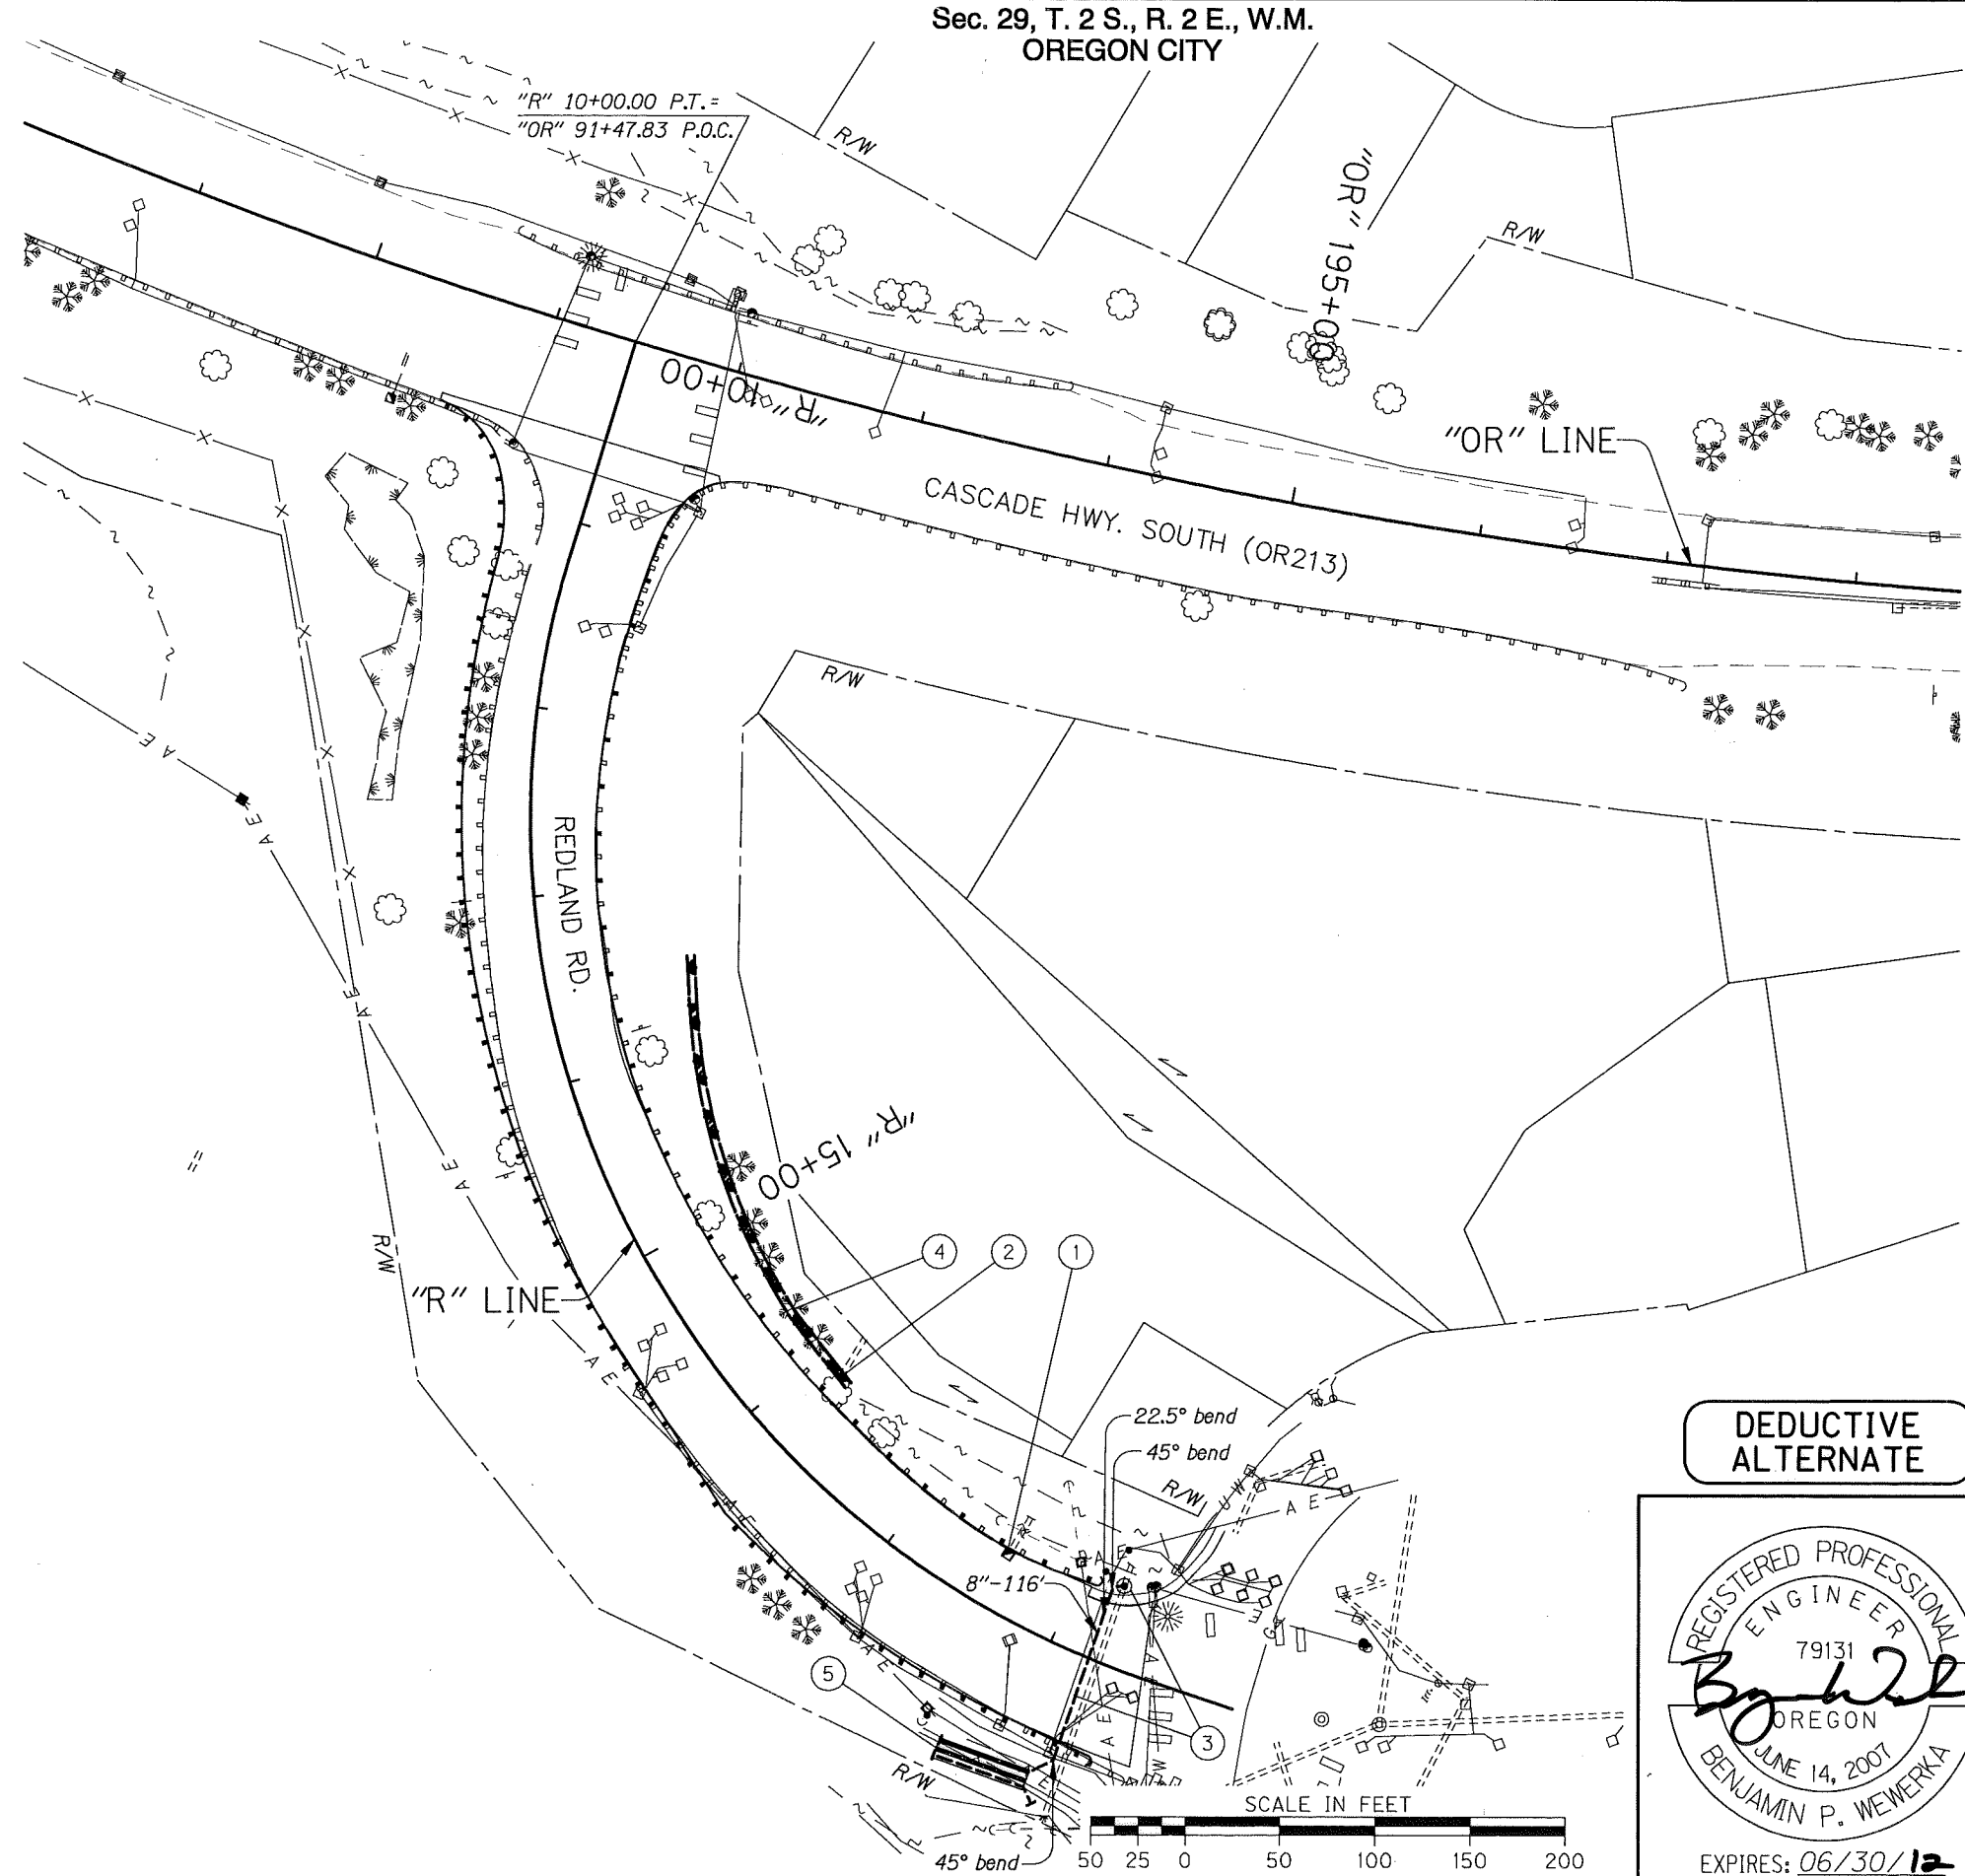 Sec. 29, T. 2 S., R. 2 E., W.M.
OREGON CITY
"R" 10+00.00 P.T.=
"OR" 91+47.83 P.O.C.
R/W
"OR" 195+00
R/W
"R" 10+00
"OR" LINE
CASCADE HWY. SOUTH (OR213)
R/W
A E
A E
REDLAND RD.
A E
"R" 15+00
A E
R/W
4
2
1
"R" LINE
A E
22.5° bend
45° bend
R/W
U W
A E
DEDUCTIVE
ALTERNATE
A E
8"-116'
5
A E
3
R/W
45° bend
SCALE IN FEET
50 25 0 50 100 150 200
REGISTERED PROFESSIONAL
ENGINEER
79131
OREGON
JUNE 14, 2007
BENJAMIN P. WEWERKA
EXPIRES: 06/30/12